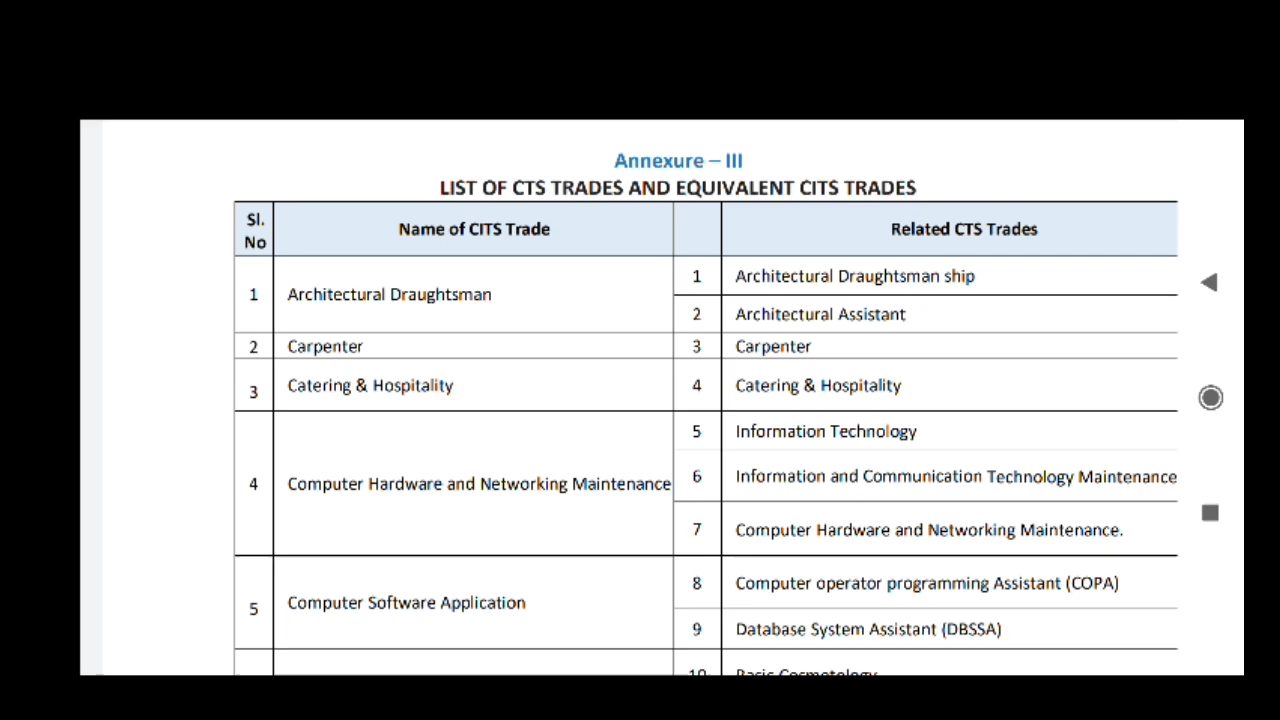 Annexure – III
LIST OF CTS TRADES AND EQUIVALENT CITS TRADES
Sl. No Name of CITS Trade Related CTS Trades
1 Architectural Draughtsman 1 Architectural Draughtsman ship
2 Architectural Assistant
2 Carpenter 3 Carpenter
3 Catering & Hospitality 4 Catering & Hospitality
4 Computer Hardware and Networking Maintenance 5 Information Technology
6 Information and Communication Technology Maintenance
7 Computer Hardware and Networking Maintenance.
5 Computer Software Application 8 Computer operator programming Assistant (COPA)
9 Database System Assistant (DBSSA)
10 Basic Cosmetology